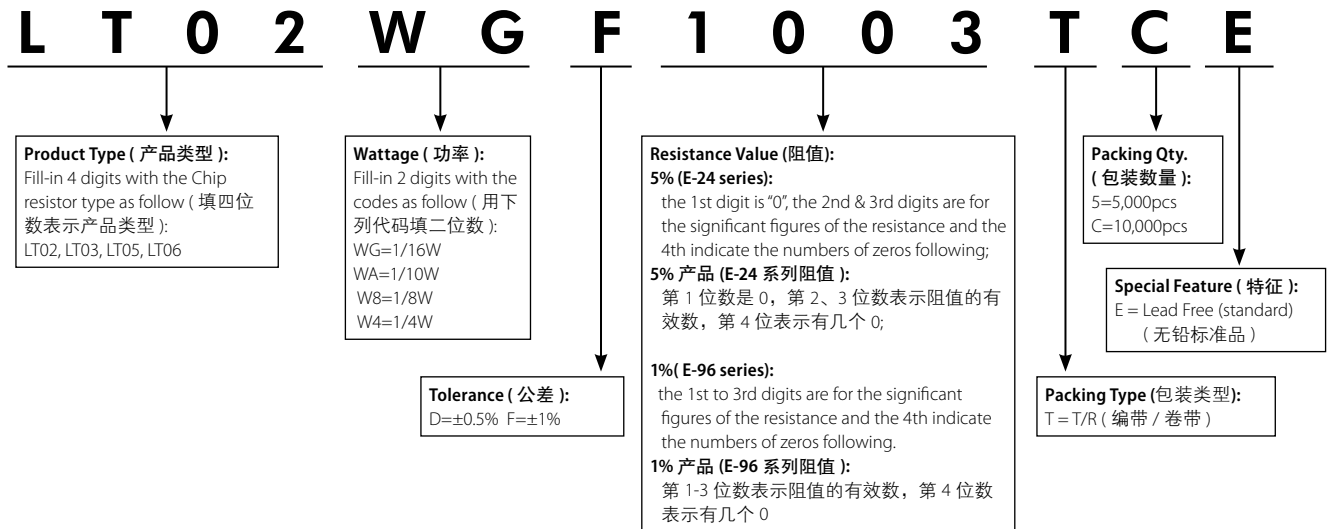 L T 0 2 W G F 1 0 0 3 T C E
Product Type ( 产品类型 ):
Fill-in 4 digits with the Chip
resistor type as follow ( 填四位
数表示产品类型 ):
LT02, LT03, LT05, LT06
Wattage ( 功率 ):
Fill-in 2 digits with the
codes as follow ( 用下
列代码填二位数 ):
WG=1/16W
WA=1/10W
W8=1/8W
W4=1/4W
Tolerance ( 公差 ):
D=±0.5% F=±1%
Resistance Value (阻值):
5% (E-24 series):
the 1st digit is “0”, the 2nd & 3rd digits are for
the significant figures of the resistance and the
4th indicate the numbers of zeros following;
5% 产品 (E-24 系列阻值 ):
第 1 位数是 0，第 2、3 位数表示阻值的有
效数，第 4 位表示有几个 0;
1%( E-96 series):
the 1st to 3rd digits are for the significant
figures of the resistance and the 4th indicate
the numbers of zeros following.
1% 产品 (E-96 系列阻值 ):
第 1-3 位数表示阻值的有效数，第 4 位数
表示有几个 0
Packing Qty.
( 包装数量 ):
5=5,000pcs
C=10,000pcs
Special Feature ( 特征 ):
E = Lead Free (standard)
( 无铅标准品 )
Packing Type (包装类型):
T = T/R ( 编带 / 卷带 )